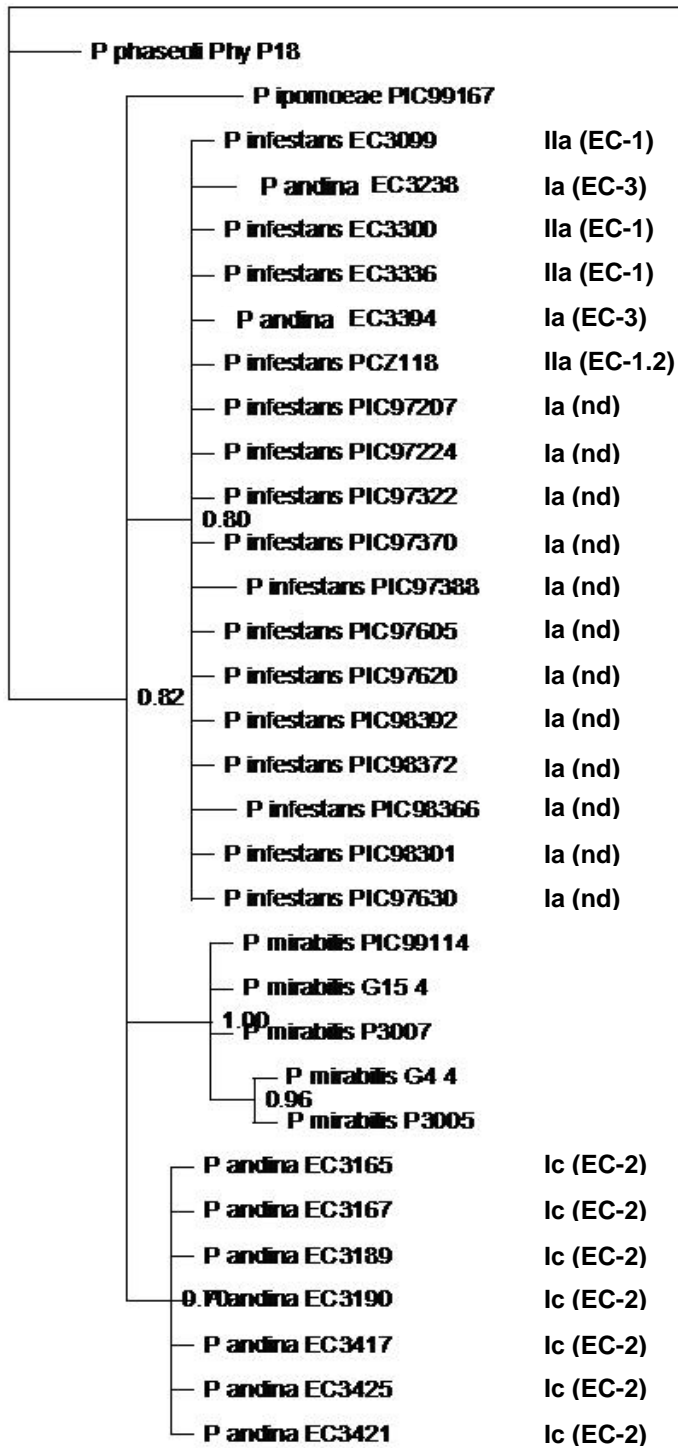 P phaseoli Phy P18
P ipomoeae PIC99167
P infestans EC3099 IIa (EC-1)
P andina EC3238 Ia (EC-3)
P infestans EC3300 IIa (EC-1)
P infestans EC3336 IIa (EC-1)
P andina EC3394 Ia (EC-3)
P infestans PCZ118 IIa (EC-1.2)
P infestans PIC97207 Ia (nd)
P infestans PIC97224 Ia (nd)
P infestans PIC97322 Ia (nd)
0.80
P infestans PIC97370 Ia (nd)
P infestans PIC97388 Ia (nd)
P infestans PIC97605 Ia (nd)
P infestans PIC97620 Ia (nd)
0.82
P infestans PIC98392 Ia (nd)
P infestans PIC98372 Ia (nd)
P infestans PIC98366 Ia (nd)
P infestans PIC98301 Ia (nd)
P infestans PIC97630 Ia (nd)
P mirabilis PIC99114
P mirabilis G15 4
1.00
P mirabilis P3007
P mirabilis G4 4
0.96
P mirabilis P3005
P andina EC3165 Ic (EC-2)
P andina EC3167 Ic (EC-2)
P andina EC3189 Ic (EC-2)
0.70 P andina EC3190 Ic (EC-2)
P andina EC3417 Ic (EC-2)
P andina EC3425 Ic (EC-2)
P andina EC3421 Ic (EC-2)